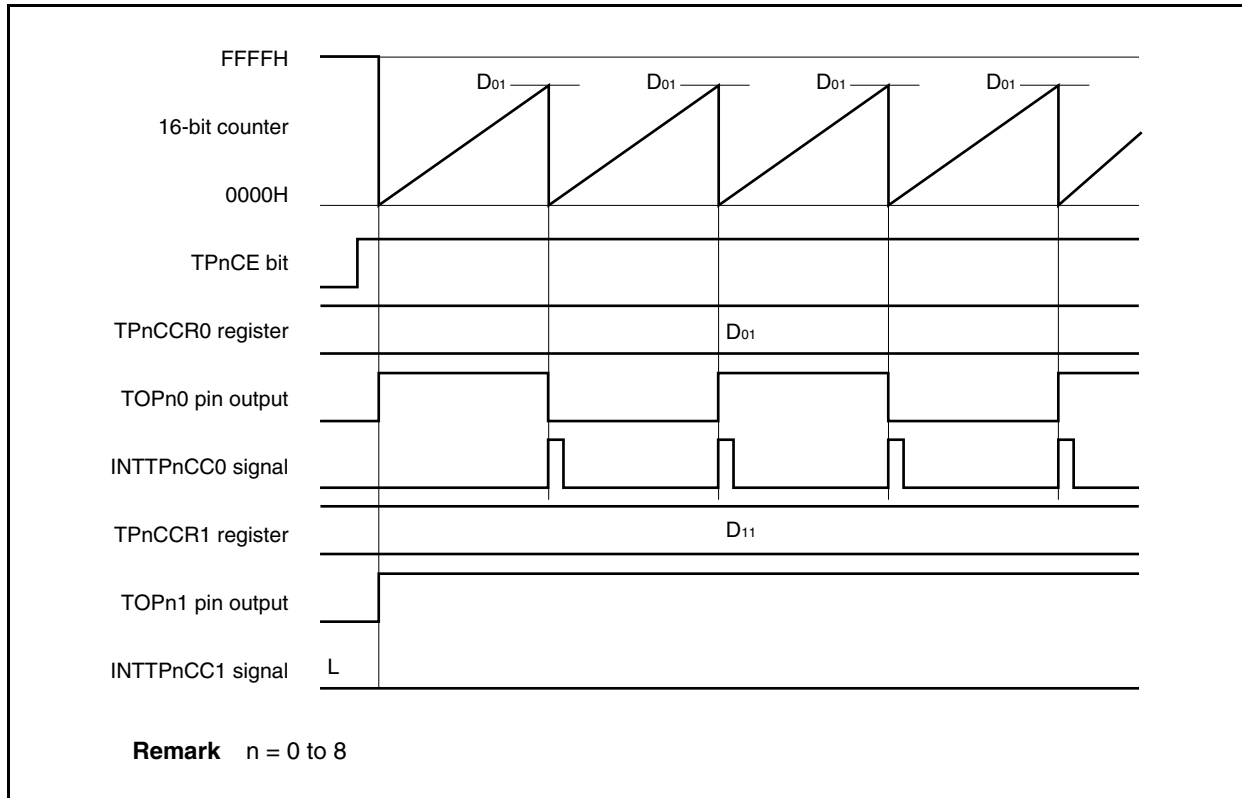 FFFFH
D01 D01 D01 D01
16-bit counter
0000H
TPnCE bit
TPnCCR0 register
D01
TOPn0 pin output
INTTPnCC0 signal
TPnCCR1 register
D11
TOPn1 pin output
INTTPnCC1 signal
L
Remark n = 0 to 8